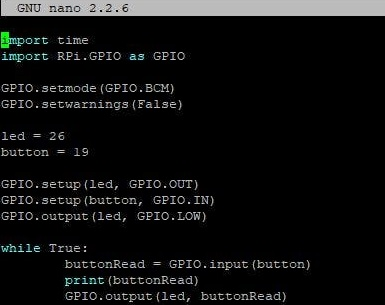 GNU nano 2.2.6
import time
import RPi.GPIO as GPIO
GPIO.setmode(GPIO.BCM)
GPIO.setwarnings(False)
led = 26
button = 19
GPIO.setup(led, GPIO.OUT)
GPIO.setup(button, GPIO.IN)
GPIO.output(led, GPIO.LOW)
while True:
        buttonRead = GPIO.input(button)
        print(buttonRead)
        GPIO.output(led, buttonRead)